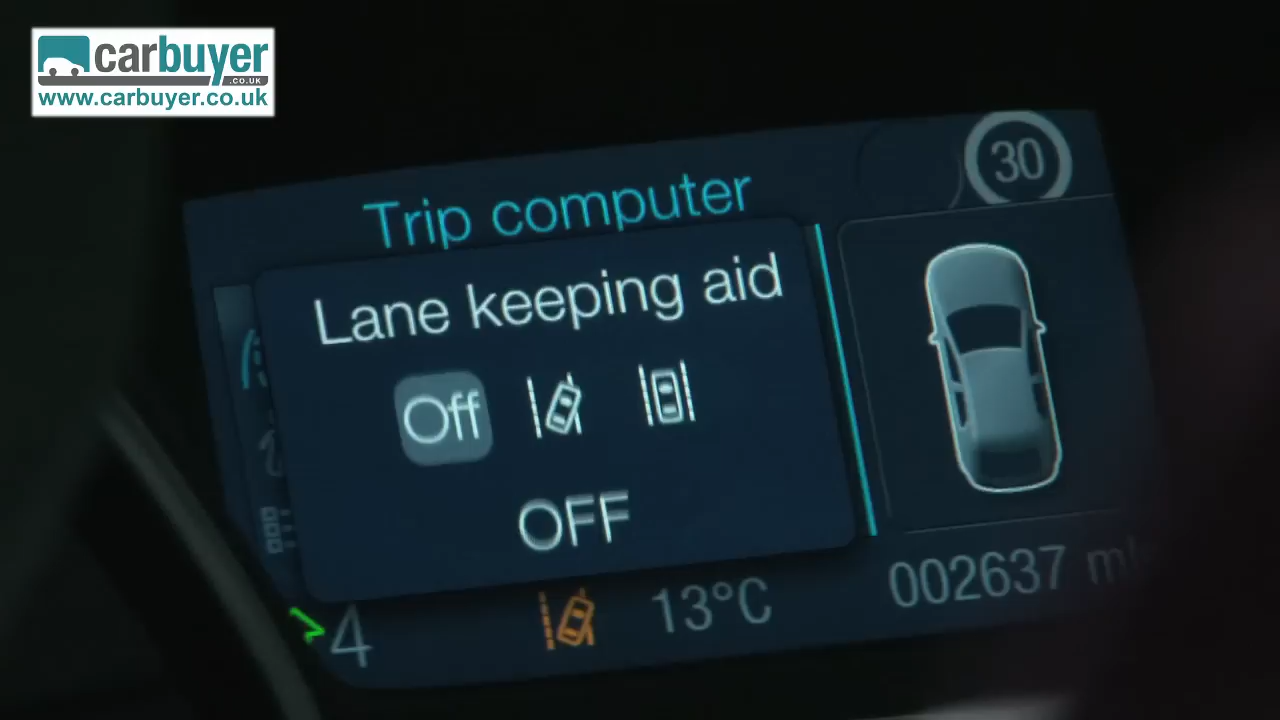 carbuyer
.CO.UK
www.carbuyer.co.uk
30
Trip computer
Lane keeping aid
Off
OFF
4
13°C
002637